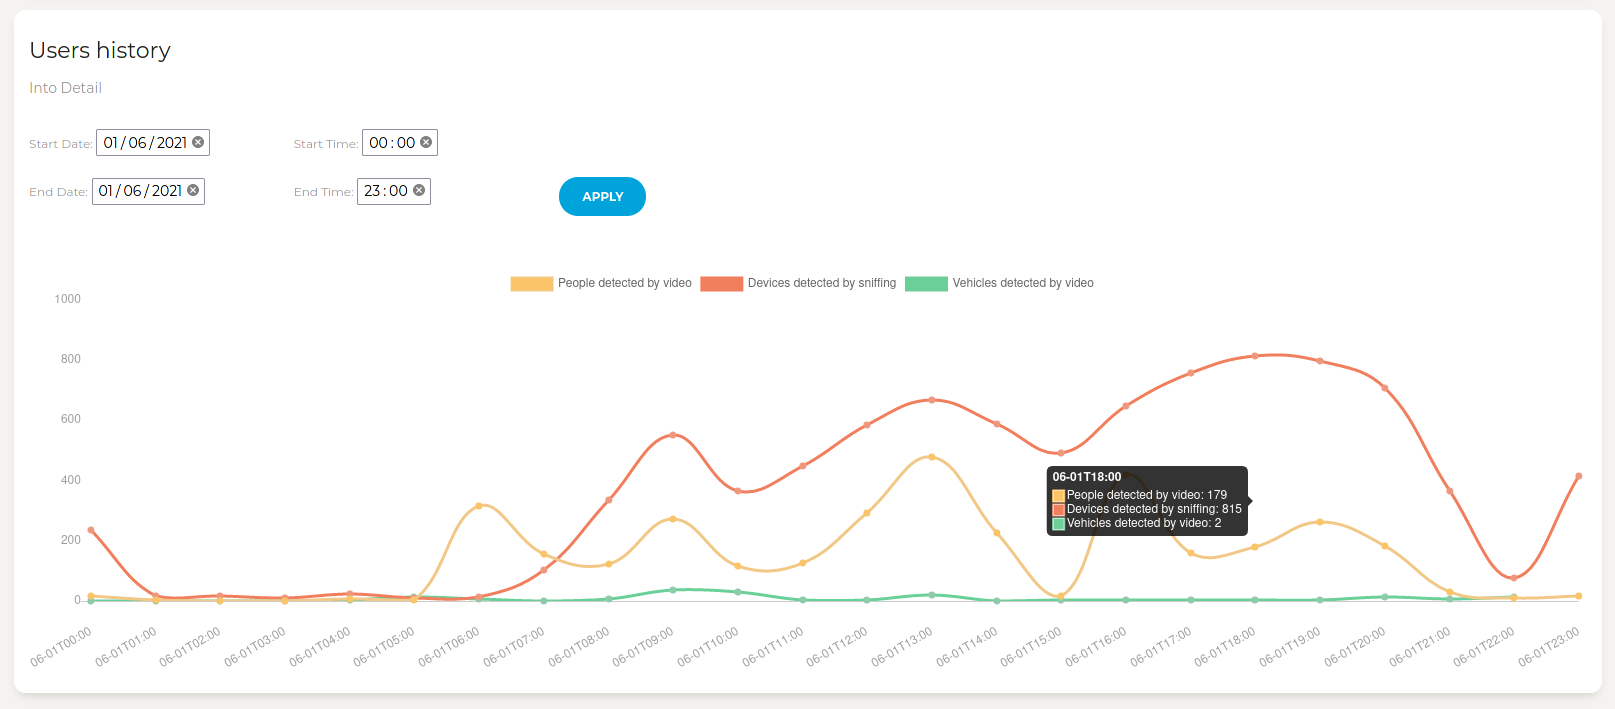 Users history
Into Detail
Start Date: 01/06/2021
Start Time: 00:00
End Date: 01/06/2021
End Time: 23:00
APPLY
People detected by video
Devices detected by sniffing
Vehicles detected by video
1000
800
600
400
200
0
06-01T18:00
People detected by video: 179
Devices detected by sniffing: 815
Vehicles detected by video: 2
06-01T00:00
06-01T01:00
06-01T02:00
06-01T03:00
06-01T04:00
06-01T05:00
06-01T06:00
06-01T07:00
06-01T08:00
06-01T09:00
06-01T10:00
06-01T11:00
06-01T12:00
06-01T13:00
06-01T14:00
06-01T15:00
06-01T16:00
06-01T17:00
06-01T18:00
06-01T19:00
06-01T20:00
06-01T21:00
06-01T22:00
06-01T23:00